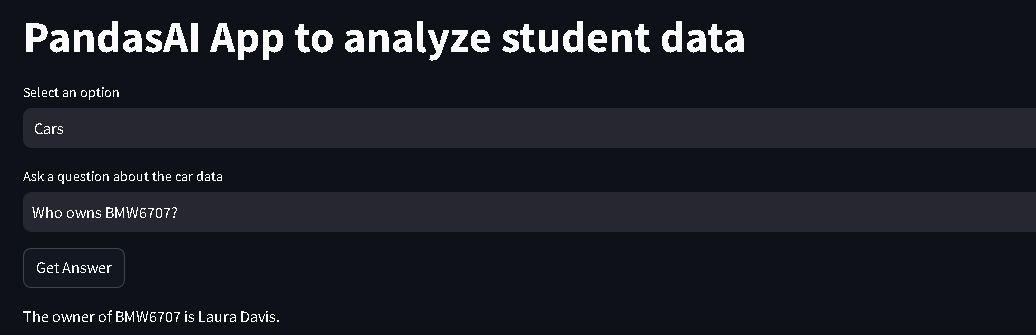 PandasAI App to analyze student data
Select an option
Cars
Ask a question about the car data
Who owns BMW6707?
Get Answer
The owner of BMW6707 is Laura Davis.